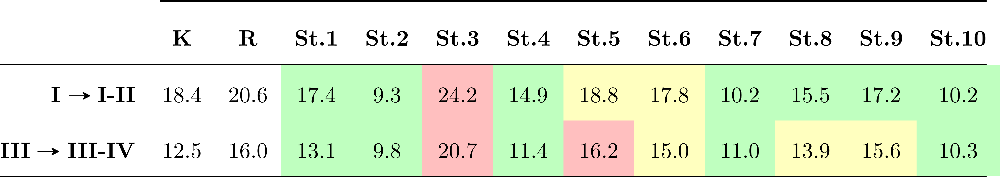 K R St.1 St.2 St.3 St.4 St.5 St.6 St.7 St.8 St.9 St.10
I → I-II 18.4 20.6 17.4 9.3 24.2 14.9 18.8 17.8 10.2 15.5 17.2 10.2
III → III-IV 12.5 16.0 13.1 9.8 20.7 11.4 16.2 15.0 11.0 13.9 15.6 10.3